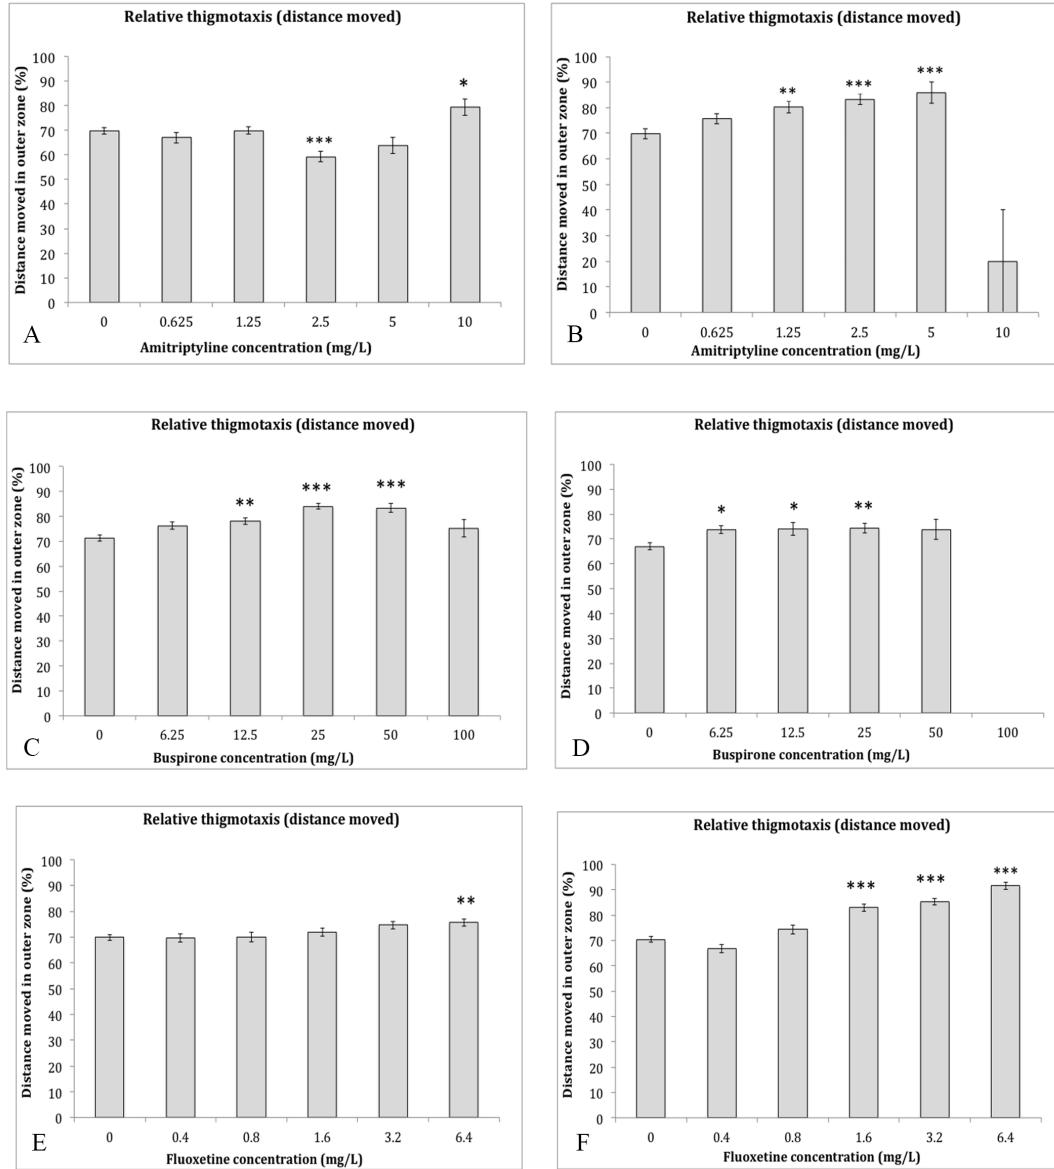 Relative thigmotaxis (distance moved)
Distance moved in outer zone (%)
100
90
80
70
60
50
40
30
20
10
0
***
*
0 0.625 1.25 2.5 5 10
Amitriptyline concentration (mg/L)
A
Relative thigmotaxis (distance moved)
Distance moved in outer zone (%)
100
90
80
70
60
50
40
30
20
10
0
** *** ***
0 0.625 1.25 2.5 5 10
Amitriptyline concentration (mg/L)
B
Relative thigmotaxis (distance moved)
Distance moved in outer zone (%)
100
90
80
70
60
50
40
30
20
10
0
** *** ***
0 6.25 12.5 25 50 100
Buspirone concentration (mg/L)
C
Relative thigmotaxis (distance moved)
Distance moved in outer zone (%)
100
90
80
70
60
50
40
30
20
10
0
* * **
0 6.25 12.5 25 50 100
Buspirone concentration (mg/L)
D
Relative thigmotaxis (distance moved)
Distance moved in outer zone (%)
100
90
80
70
60
50
40
30
20
10
0
**
0 0.4 0.8 1.6 3.2 6.4
Fluoxetine concentration (mg/L)
E
Relative thigmotaxis (distance moved)
Distance moved in outer zone (%)
100
90
80
70
60
50
40
30
20
10
0
*** *** ***
0 0.4 0.8 1.6 3.2 6.4
Fluoxetine concentration (mg/L)
F